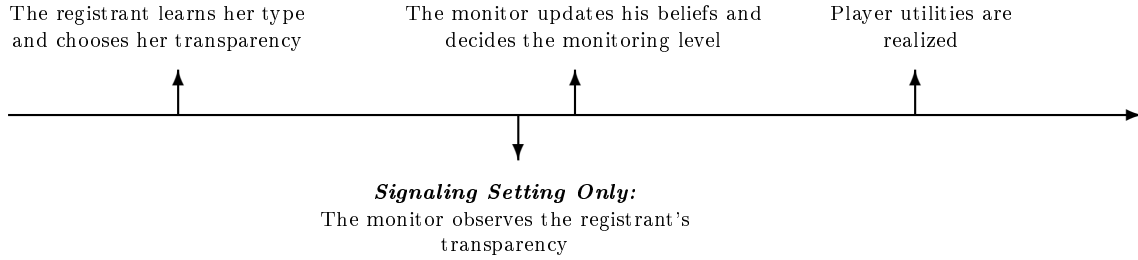 The registrant learns her type
and chooses her transparency
The monitor updates his beliefs and
decides the monitoring level
Player utilities are
realized
Signaling Setting Only:
The monitor observes the registrant's
transparency